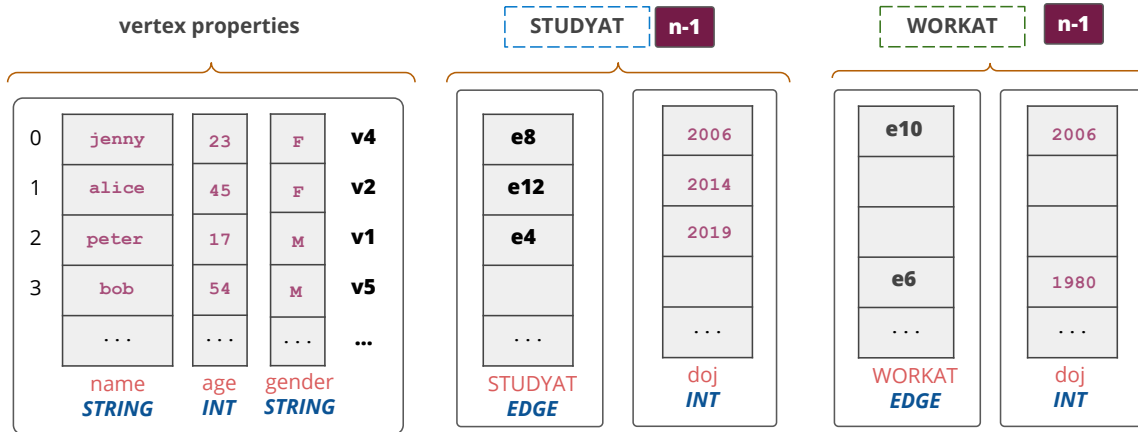 vertex properties STUDYAT n-1 WORKAT n-1
0 jenny 23 F v4 e8 2006 e10 2006
1 alice 45 F v2 e12 2014
2 peter 17 M v1 e4 2019
3 bob 54 M v5 e6 1980
... ... ... ... ... ... ... ...
name age gender STUDYAT doj WORKAT doj
STRING INT STRING EDGE INT EDGE INT